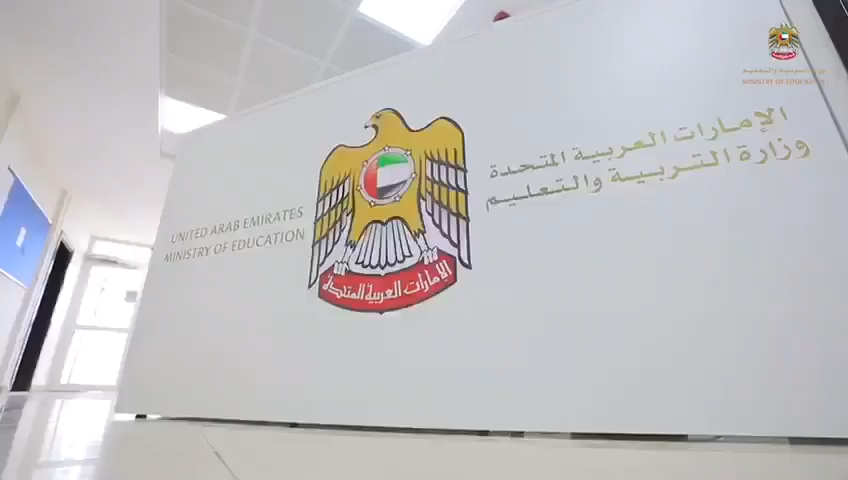 UNITED ARAB EMIRATES
MINISTRY OF EDUCATION
الإمارات العربية المتحدة
وزارة التربية والتعليم
الإمارات العربية المتحدة
MINISTRY OF EDUCATION